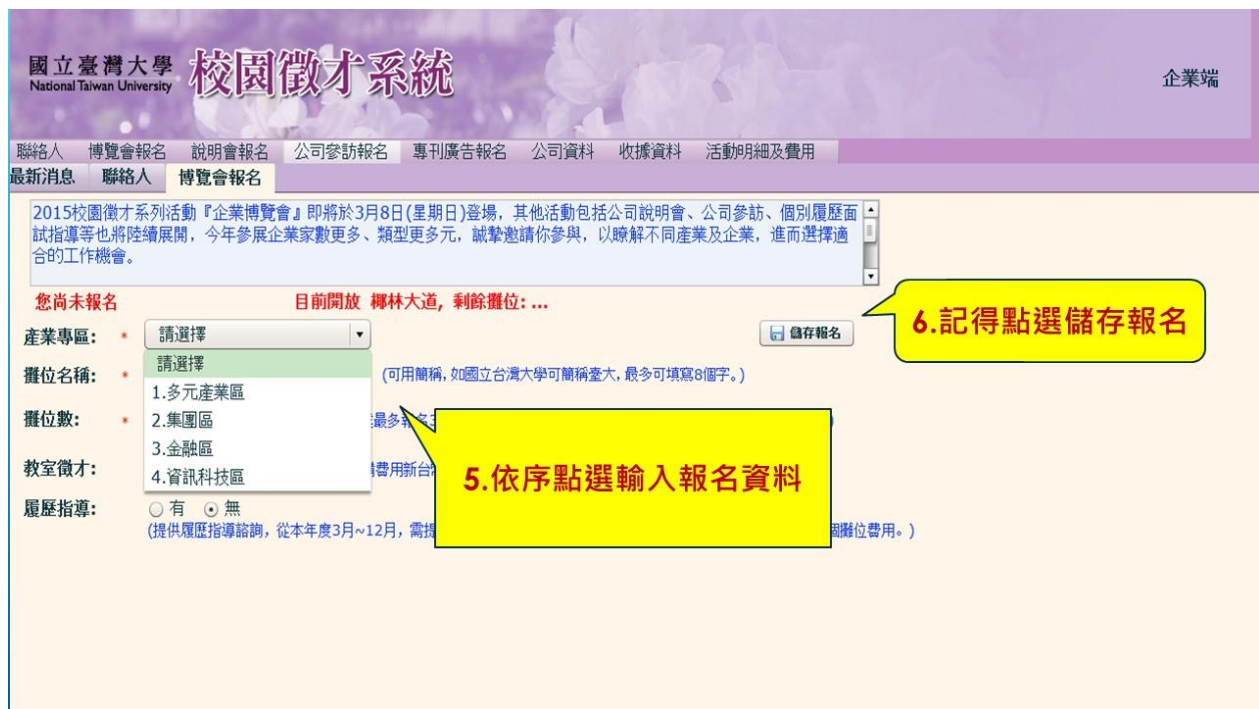 國立臺灣大學
National Taiwan University
校園徵才系統
企業端
聯絡人 博覽會報名 說明會報名 公司參訪報名 專刊廣告報名 公司資料 收據資料 活動明細及費用
最新消息 聯絡人 博覽會報名
2015校園徵才系列活動『企業博覽會』即將於3月8日(星期日)登場，其他活動包括公司說明會、公司參訪、個別履歷面
試指導等也將陸續展開，今年參展企業家數更多、類型更多元，誠摯邀請你參與，以瞭解不同產業及企業，進而選擇適
合的工作機會。
您尚未報名 目前開放 椰林大道, 剩餘攤位: ...
6.記得點選儲存報名
產業專區: * 請選擇 儲存報名
請選擇
攤位名稱: * (可用簡稱, 如國立台灣大學可簡稱臺大, 最多可填寫8個字。)
1.多元產業區
攤位數: * 2.集團區 最多報名3
3.金融區
教室徵才: 費用新台
4.資訊科技區
5.依序點選輸入報名資料
履歷指導: 有 無
(提供履歷指導諮詢，從本年度3月~12月，需提 個攤位費用。)